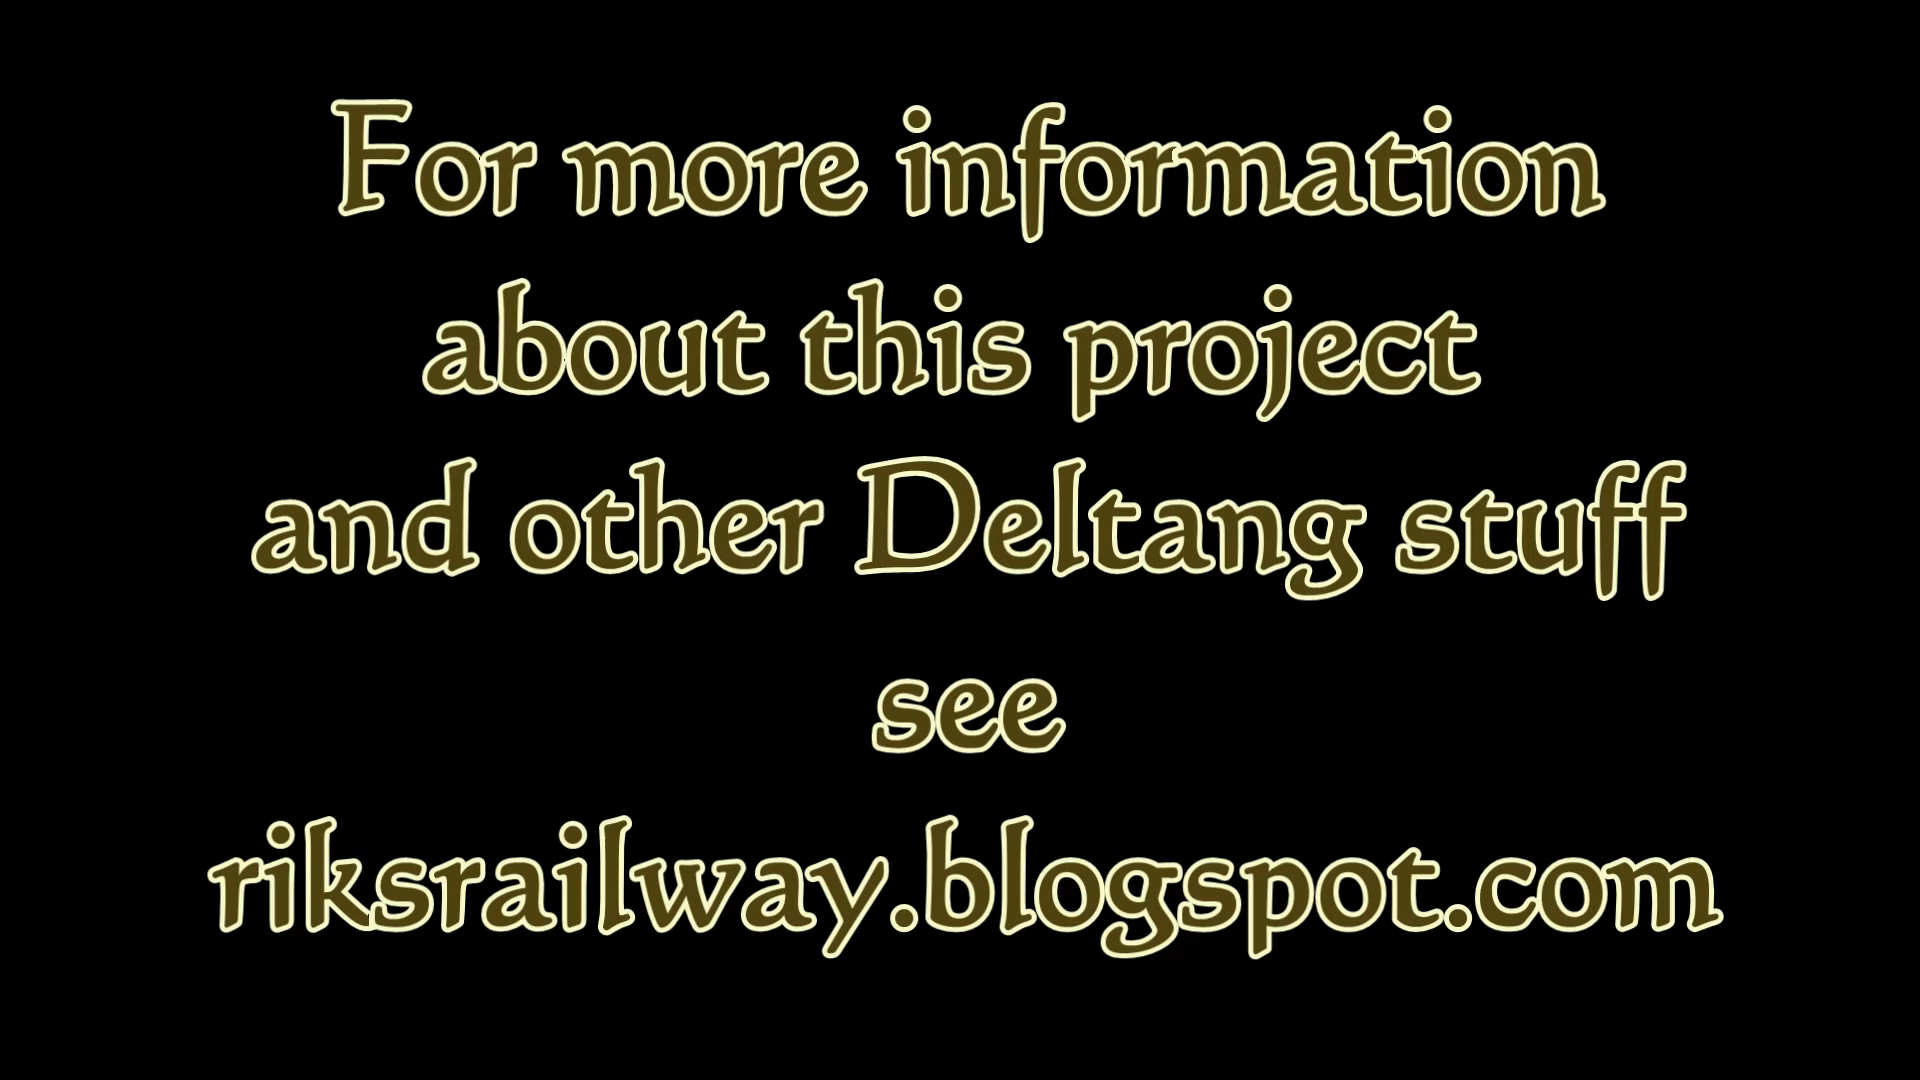 For more information
about this project
and other Deltang stuff
see
riksrailway.blogspot.com